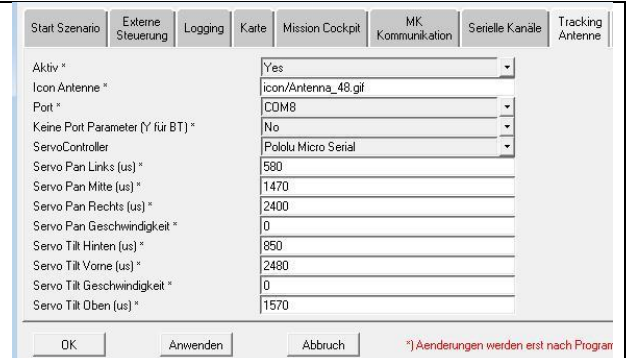 Start Szenario Externe Steuerung Logging Karte Mission Cockpit MK Kommunikation Serielle Kanäle Tracking Antenne
Aktiv * Yes
Icon Antenne * icon/Antenna_48.gif
Port * COM8
Keine Port Parameter (Y für BT) * No
ServoController Pololu Micro Serial
Servo Pan Links (us) * 580
Servo Pan Mitte (us) * 1470
Servo Pan Rechts (us) * 2400
Servo Pan Geschwindigkeit * 0
Servo Tilt Hinten (us) * 850
Servo Tilt Vorne (us) * 2480
Servo Tilt Geschwindigkeit * 0
Servo Tilt Oben (us) * 1570
OK Anwenden Abbruch *) Aenderungen werden erst nach Program